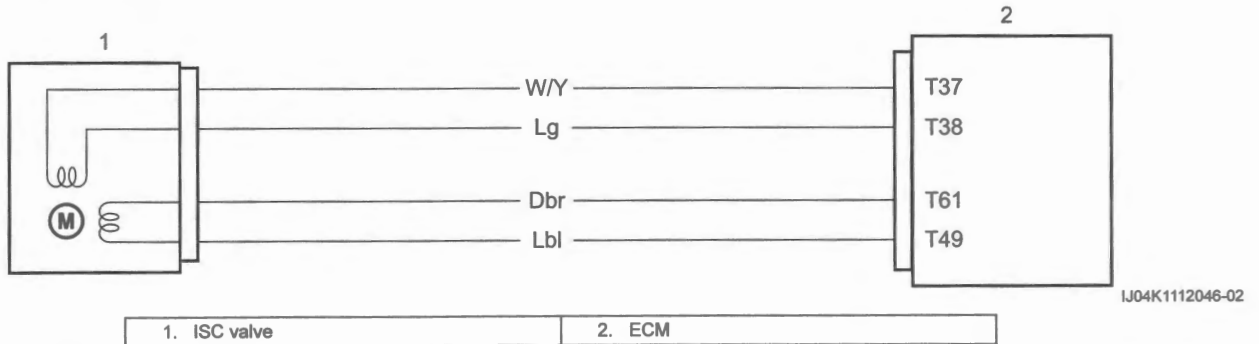 1
2
W/Y
T37
Lg
T38
M
Dbr
T61
Lbl
T49
IJ04K1112046-02
1. ISC valve 2. ECM